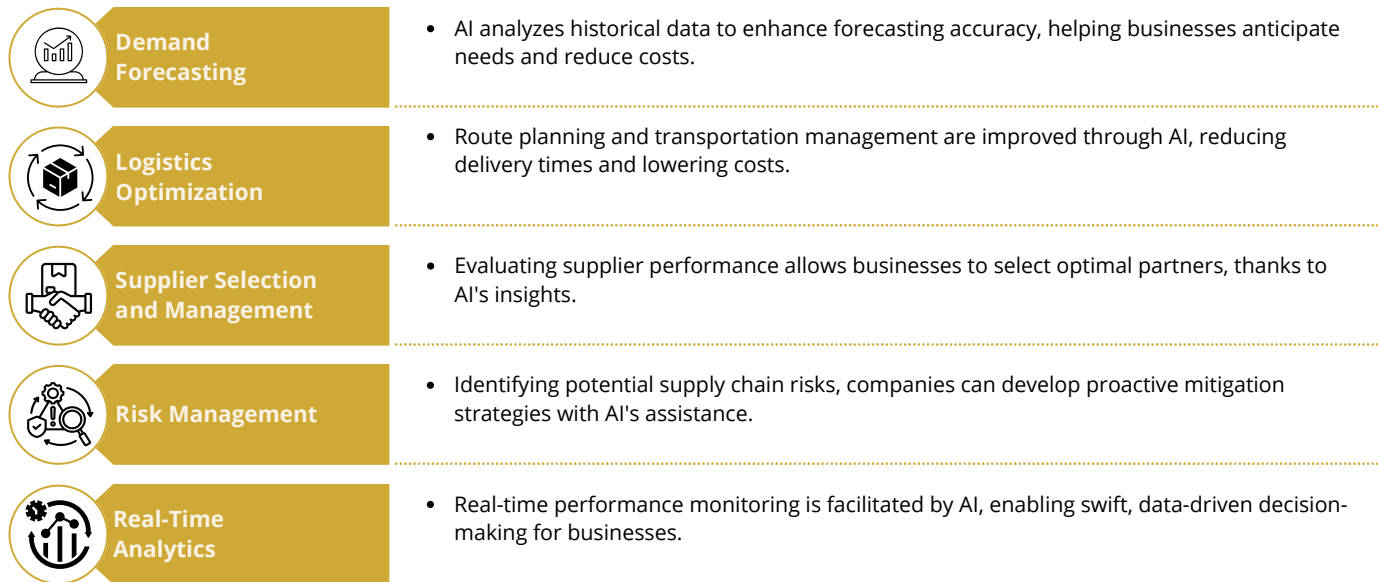 Demand
Forecasting
• AI analyzes historical data to enhance forecasting accuracy, helping businesses anticipate
needs and reduce costs.
Logistics
Optimization
• Route planning and transportation management are improved through AI, reducing
delivery times and lowering costs.
Supplier Selection
and Management
• Evaluating supplier performance allows businesses to select optimal partners, thanks to
AI's insights.
Risk Management
• Identifying potential supply chain risks, companies can develop proactive mitigation
strategies with AI's assistance.
Real-Time
Analytics
• Real-time performance monitoring is facilitated by AI, enabling swift, data-driven decision-
making for businesses.